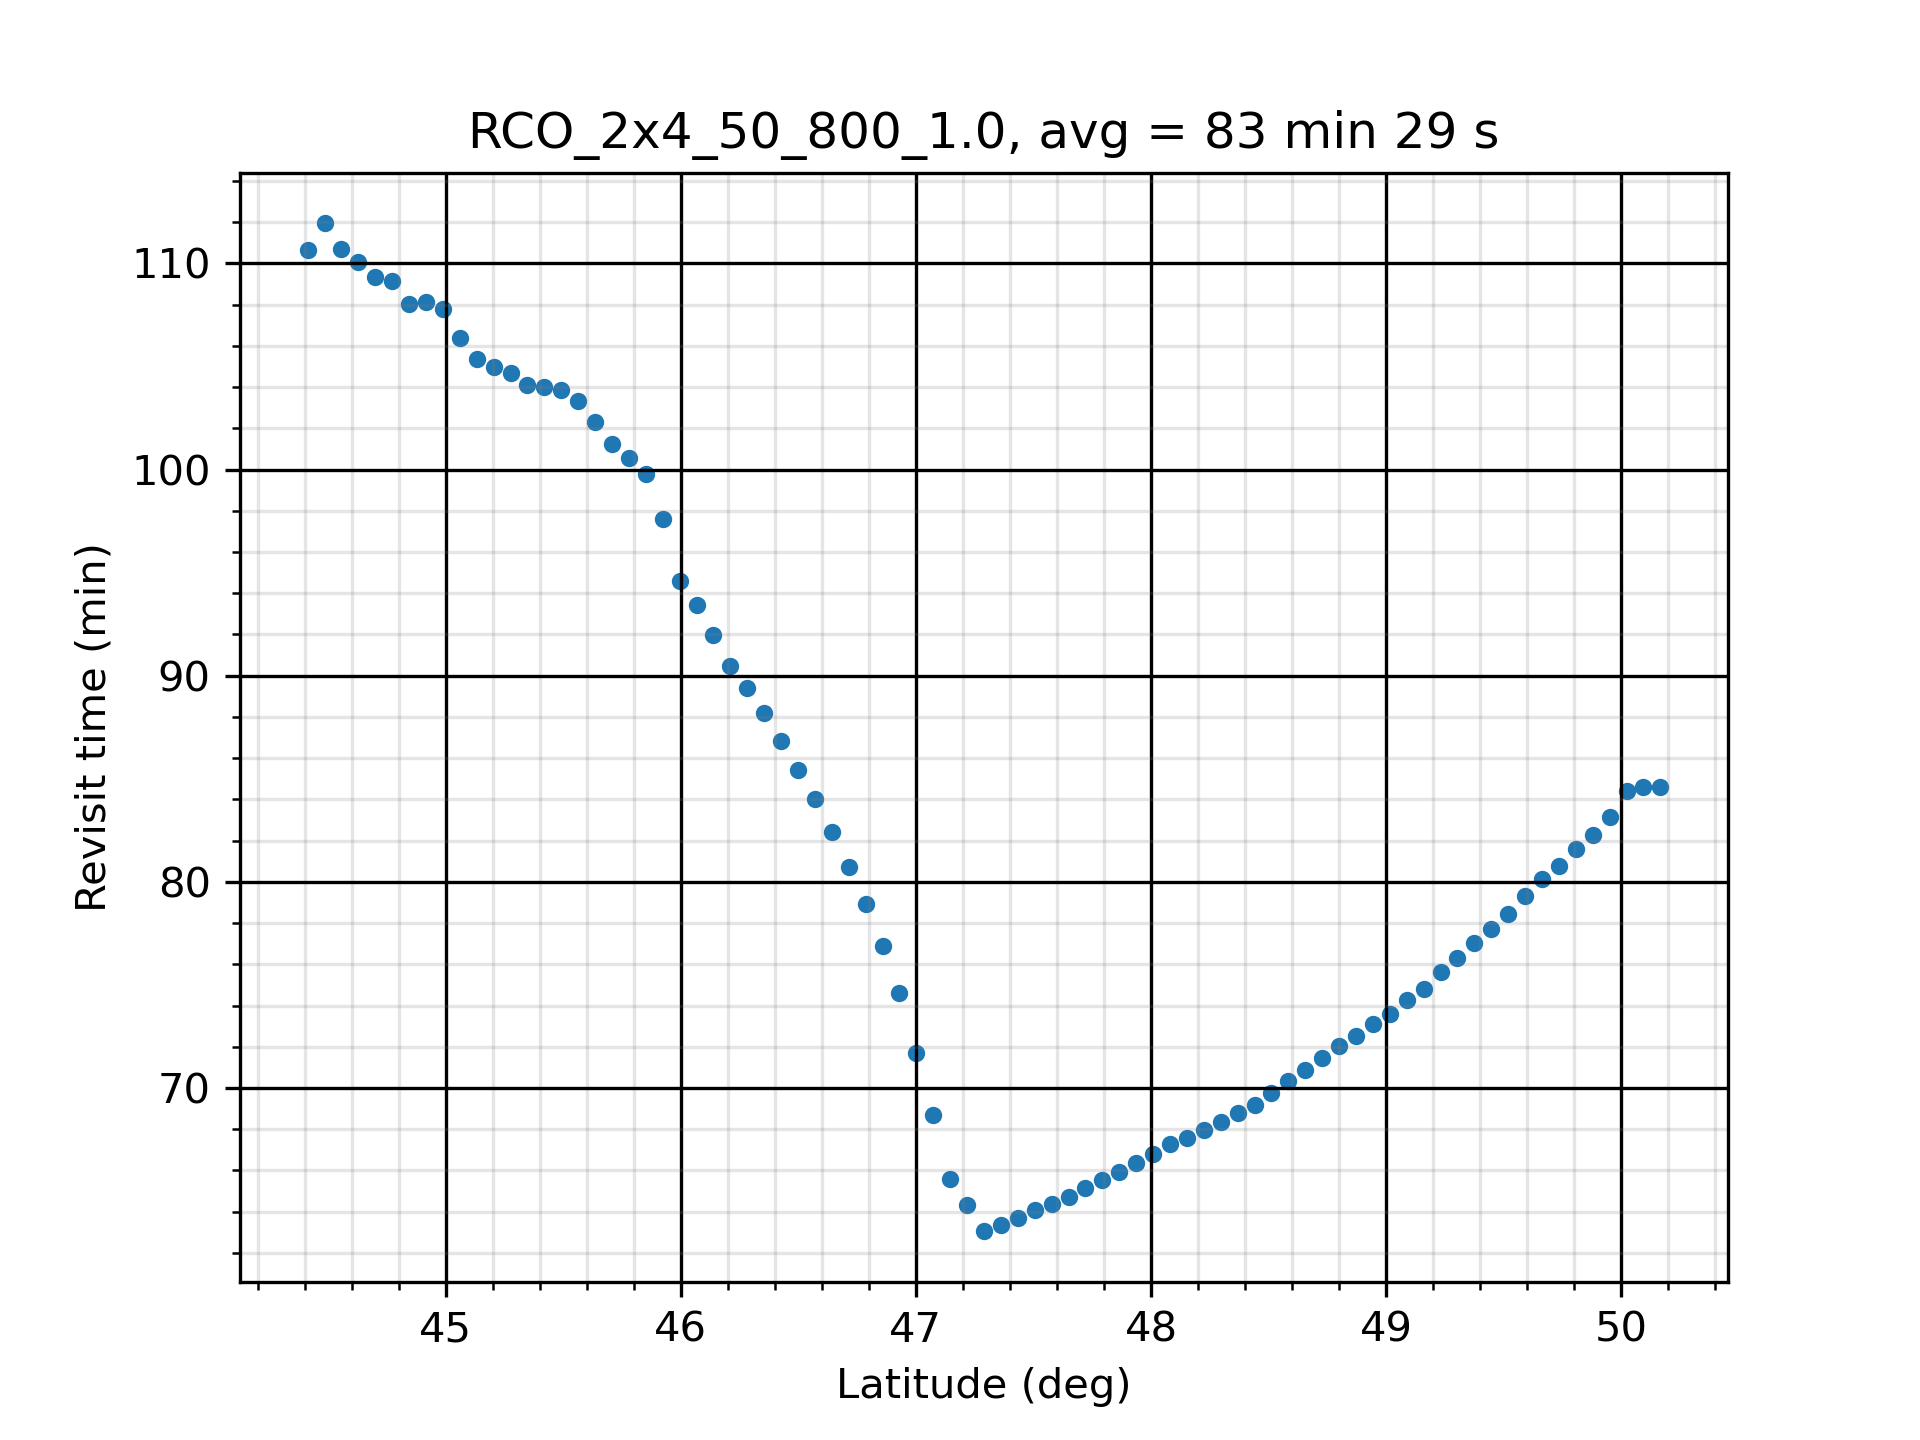 RCO_2x4_50_800_1.0, avg = 83 min 29 s
110
100
90
80
70
Revisit time (min)
45 46 47 48 49 50
Latitude (deg)